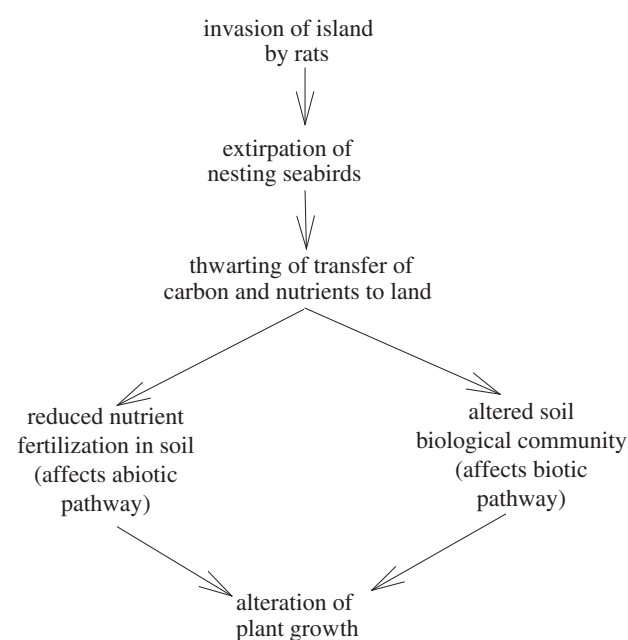 invasion of island
by rats
extirpation of
nesting seabirds
thwarting of transfer of
carbon and nutrients to land
reduced nutrient
fertilization in soil
(affects abiotic
pathway)
altered soil
biological community
(affects biotic
pathway)
alteration of
plant growth